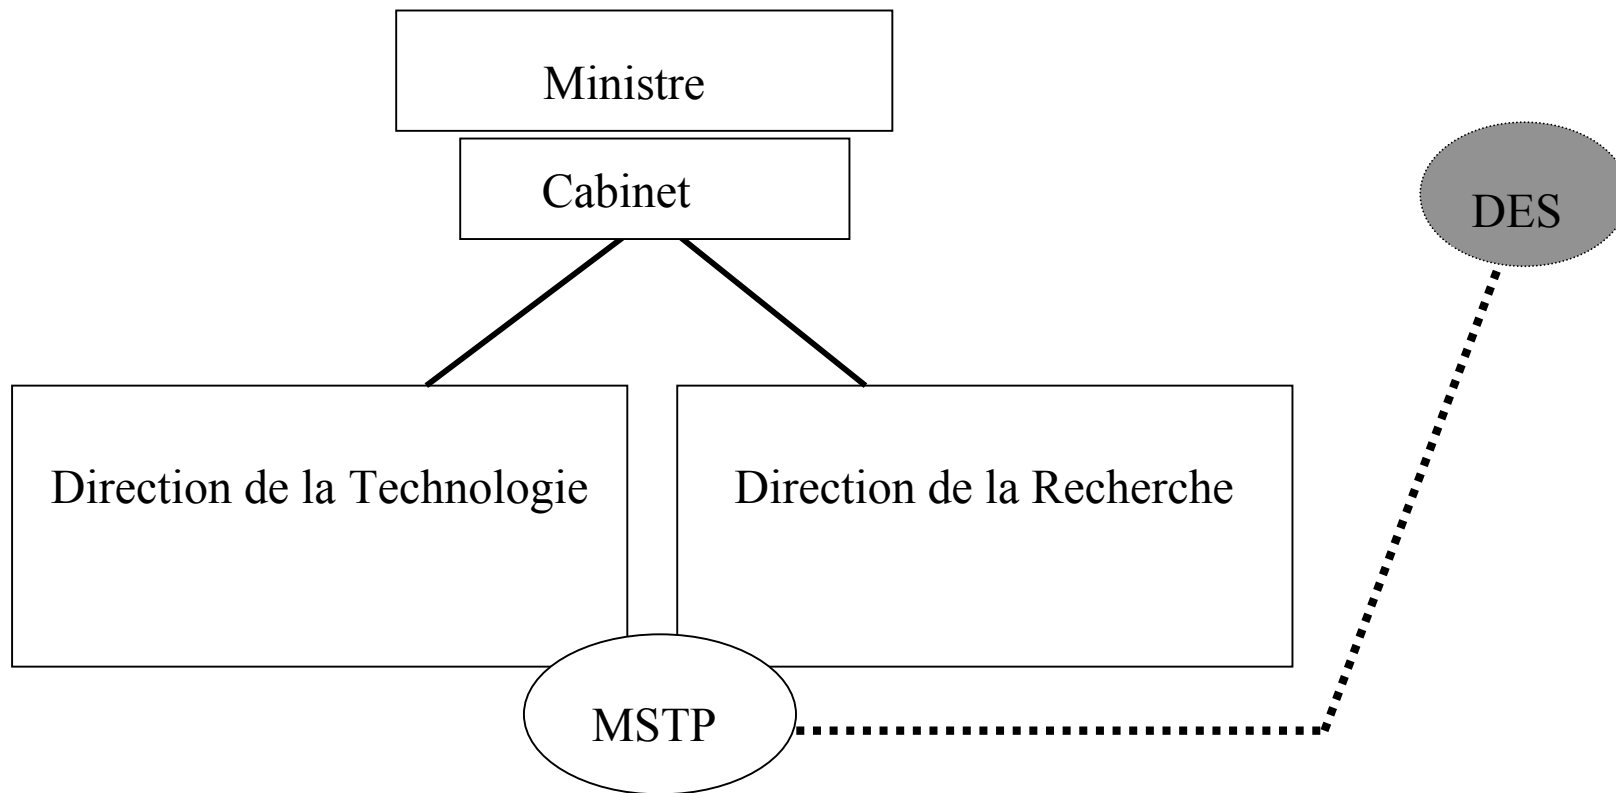 Ministre
Cabinet
DES
Direction de la Technologie
Direction de la Recherche
MSTP